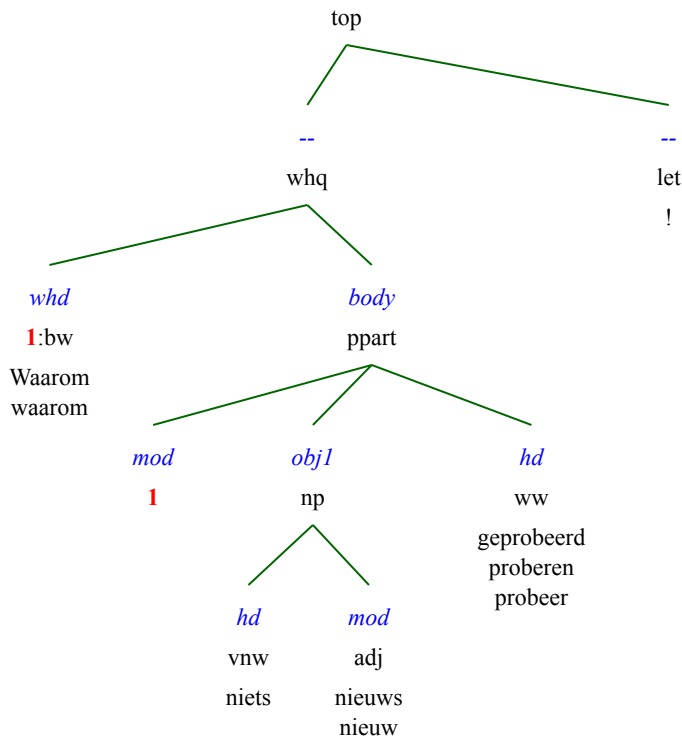 top
-- --
whq let
!
whd body
1:bw ppart
Waarom
waarom
mod obj1 hd
1 np ww
geprobeerd
proberen
probeer
hd mod
vnw adj
niets nieuws
nieuw